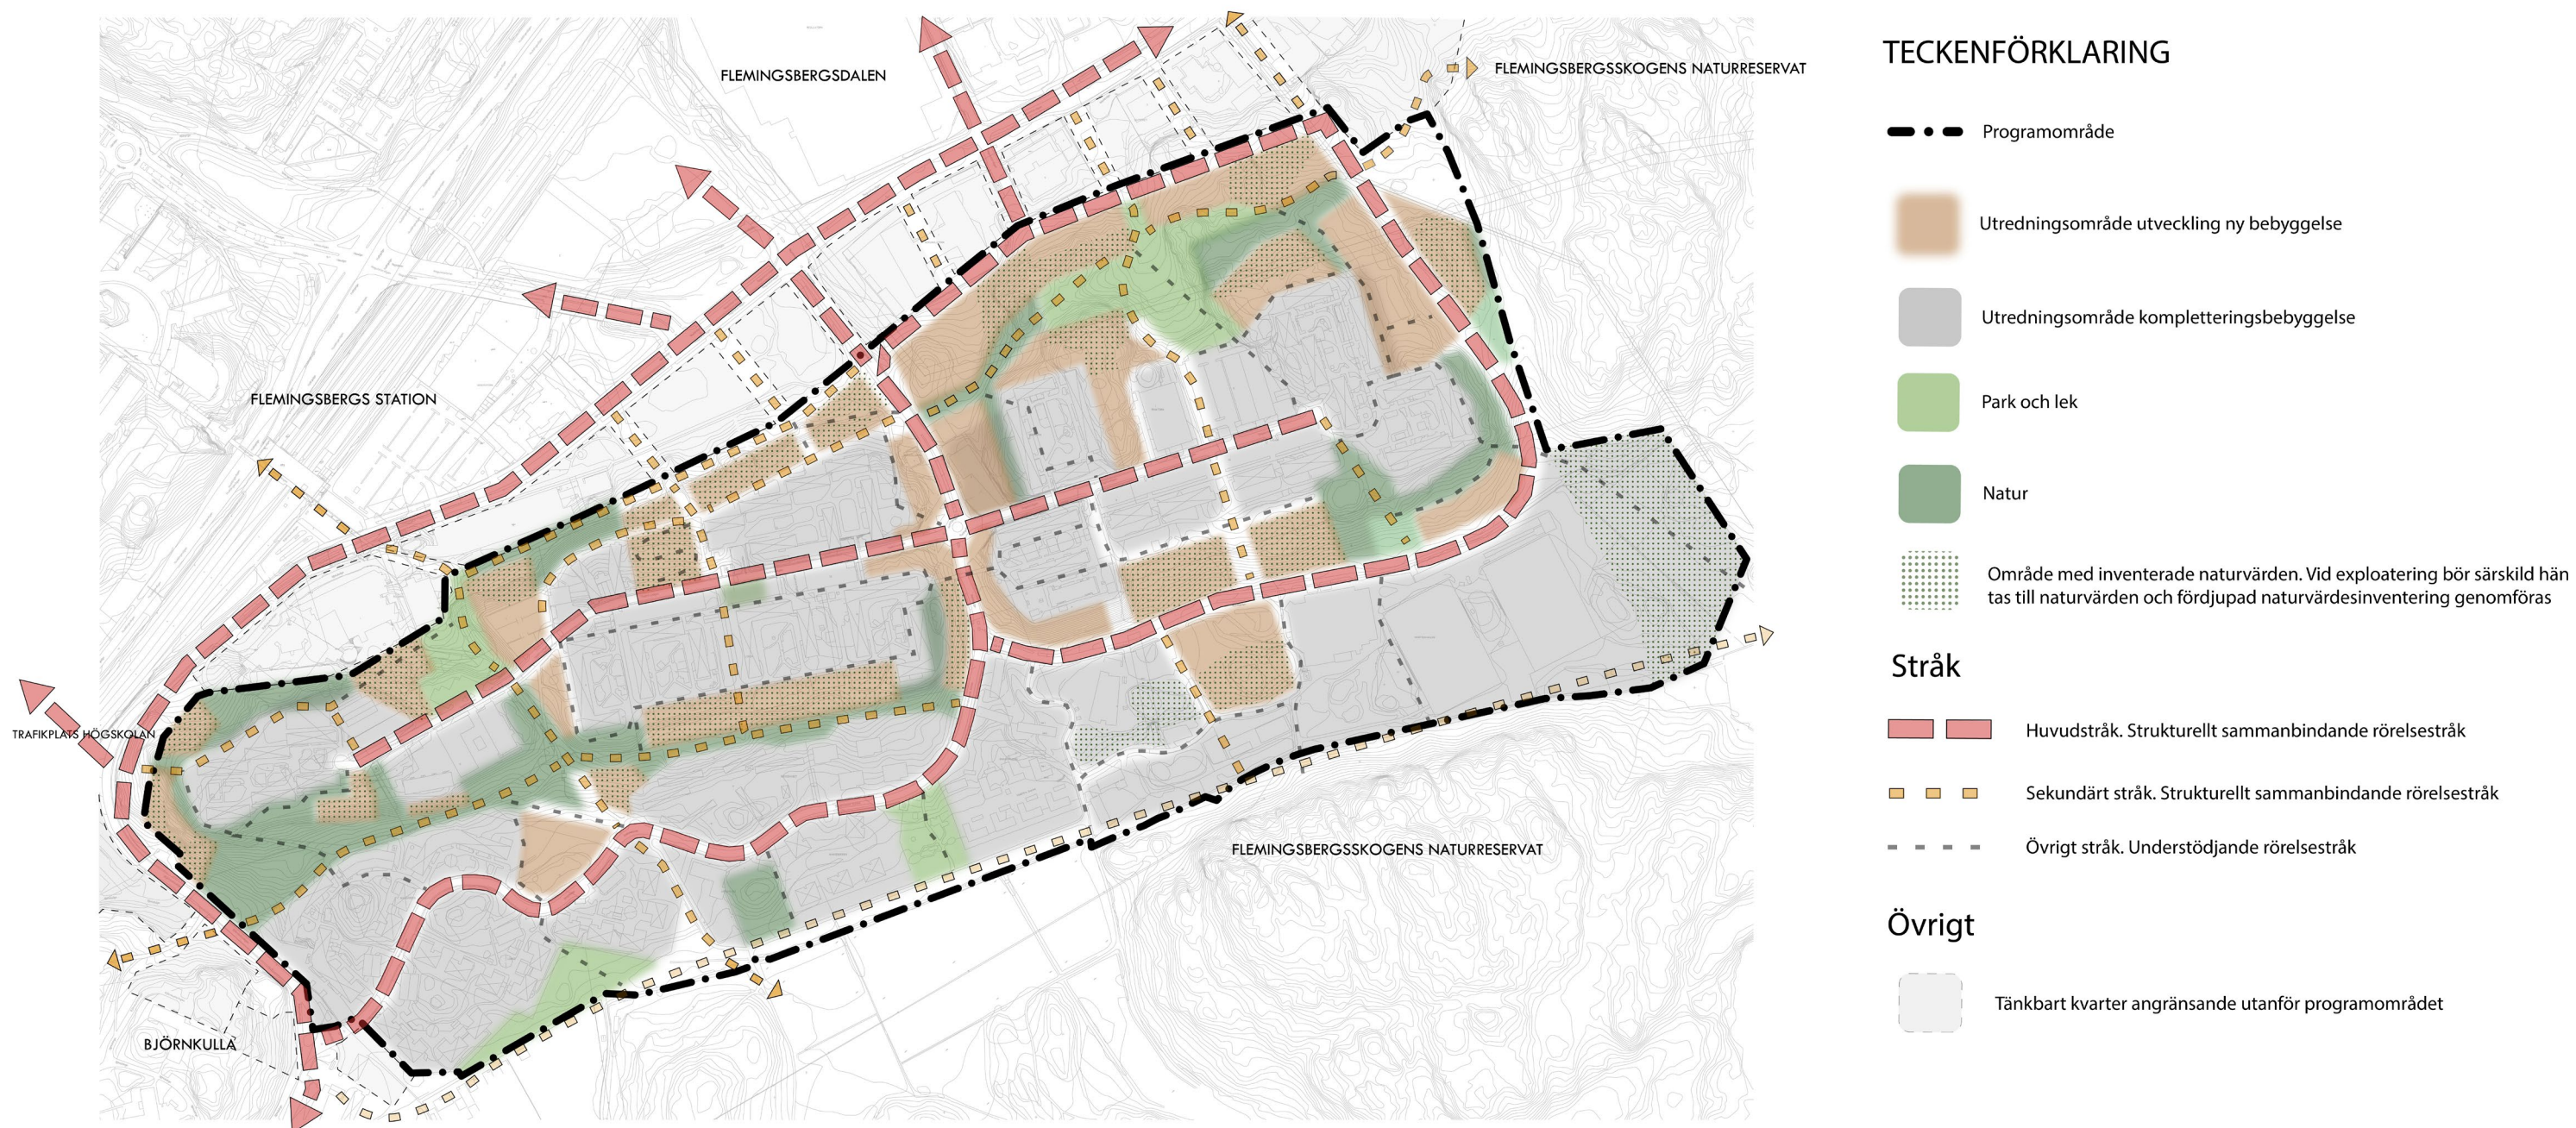 FLEMINGSBERGSDALEN
FLEMINGSBERGSSKOGENS NATURRESERVAT
FLEMINGSBERGS STATION
TRAFIKPLATS HÖGSKOLAN
FLEMINGSBERGSSKOGENS NATURRESERVAT
BJÖRNKULLA
TECKENFÖRKLARING
Programområde
Utredningsområde utveckling ny bebyggelse
Utredningsområde kompletteringsbebyggelse
Park och lek
Natur
Område med inventerade naturvärden. Vid exploatering bör särskild hän
tas till naturvärden och fördjupad naturvärdesinventering genomföras
Stråk
Huvudstråk. Strukturellt sammanbindande rörelsestråk
Sekundärt stråk. Strukturellt sammanbindande rörelsestråk
Övrigt stråk. Understödjande rörelsestråk
Övrigt
Tänkbart kvarter angränsande utanför programområdet